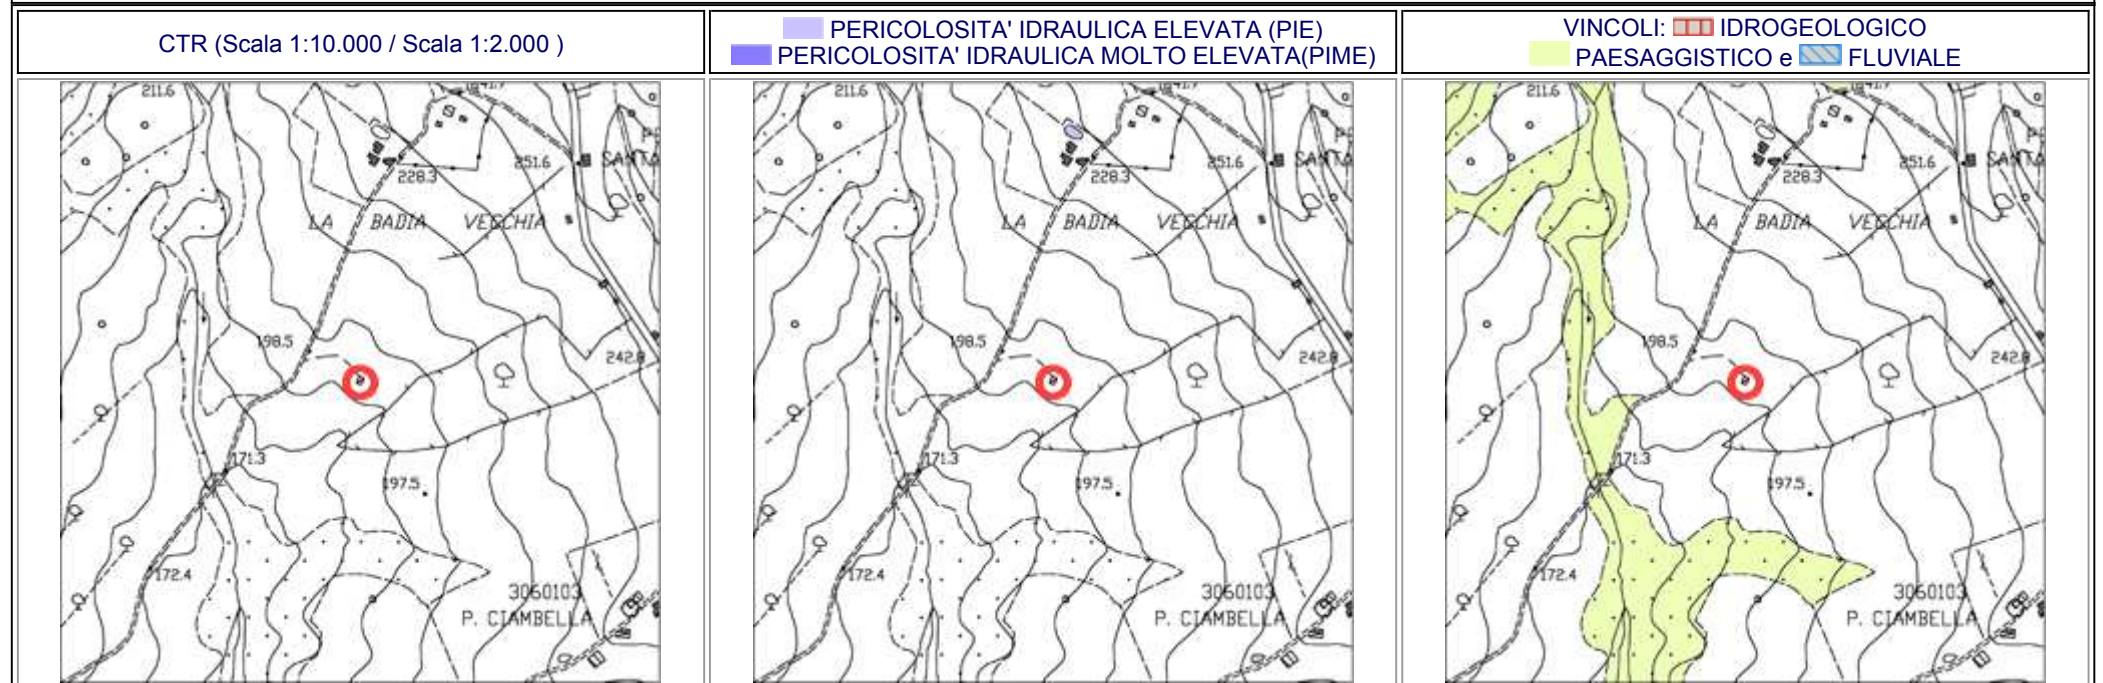 CTR (Scala 1:10.000 / Scala 1:2.000 )
PERICOLOSITA' IDRAULICA ELEVATA (PIE)
PERICOLOSITA' IDRAULICA MOLTO ELEVATA(PIME)
VINCOLI: IDROGEOLOGICO
PAESAGGISTICO e FLUVIALE
211.6
251.6
SANTA
228.3
LA BADIA VECCHIA
198.5
242.8
171.3
197.5
172.4
3060103
P. CIAMBELLA
211.6
251.6
SANTA
228.3
LA BADIA VECCHIA
198.5
242.8
171.3
197.5
172.4
3060103
P. CIAMBELLA
211.6
251.6
SANTA
228.3
LA BADIA VECCHIA
198.5
242.8
171.3
197.5
172.4
3060103
P. CIAMBELLA